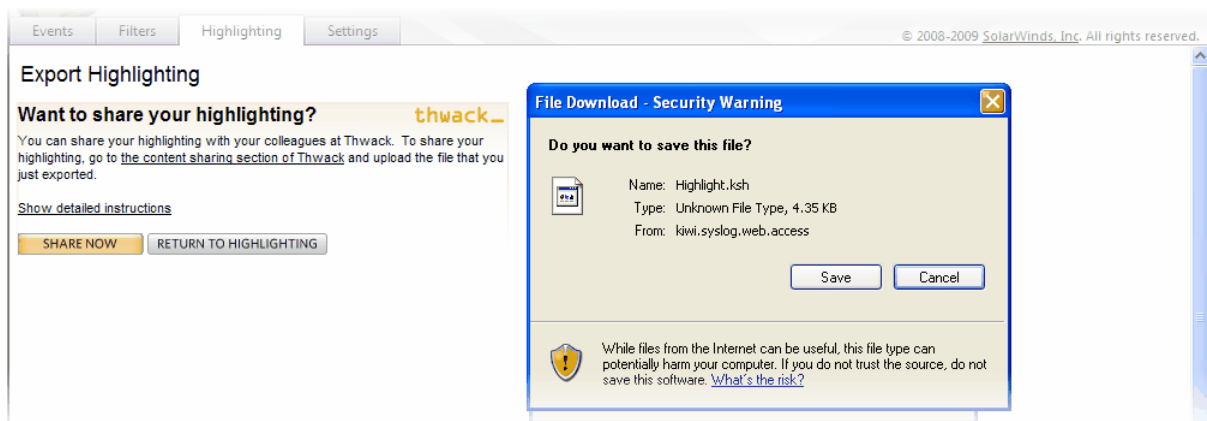 Events Filters Highlighting Settings
© 2008-2009 SolarWinds, Inc. All rights reserved.
Export Highlighting
Want to share your highlighting?
thwack_
You can share your highlighting with your colleagues at Thwack. To share your
highlighting, go to the content sharing section of Thwack and upload the file that you
just exported.
Show detailed instructions
SHARE NOW
RETURN TO HIGHLIGHTING
File Download - Security Warning
Do you want to save this file?
Name: Highlight.ksh
Type: Unknown File Type, 4.35 KB
From: kiwi.syslog.web.access
Save
Cancel
While files from the Internet can be useful, this file type can
potentially harm your computer. If you do not trust the source, do not
save this software. What's the risk?